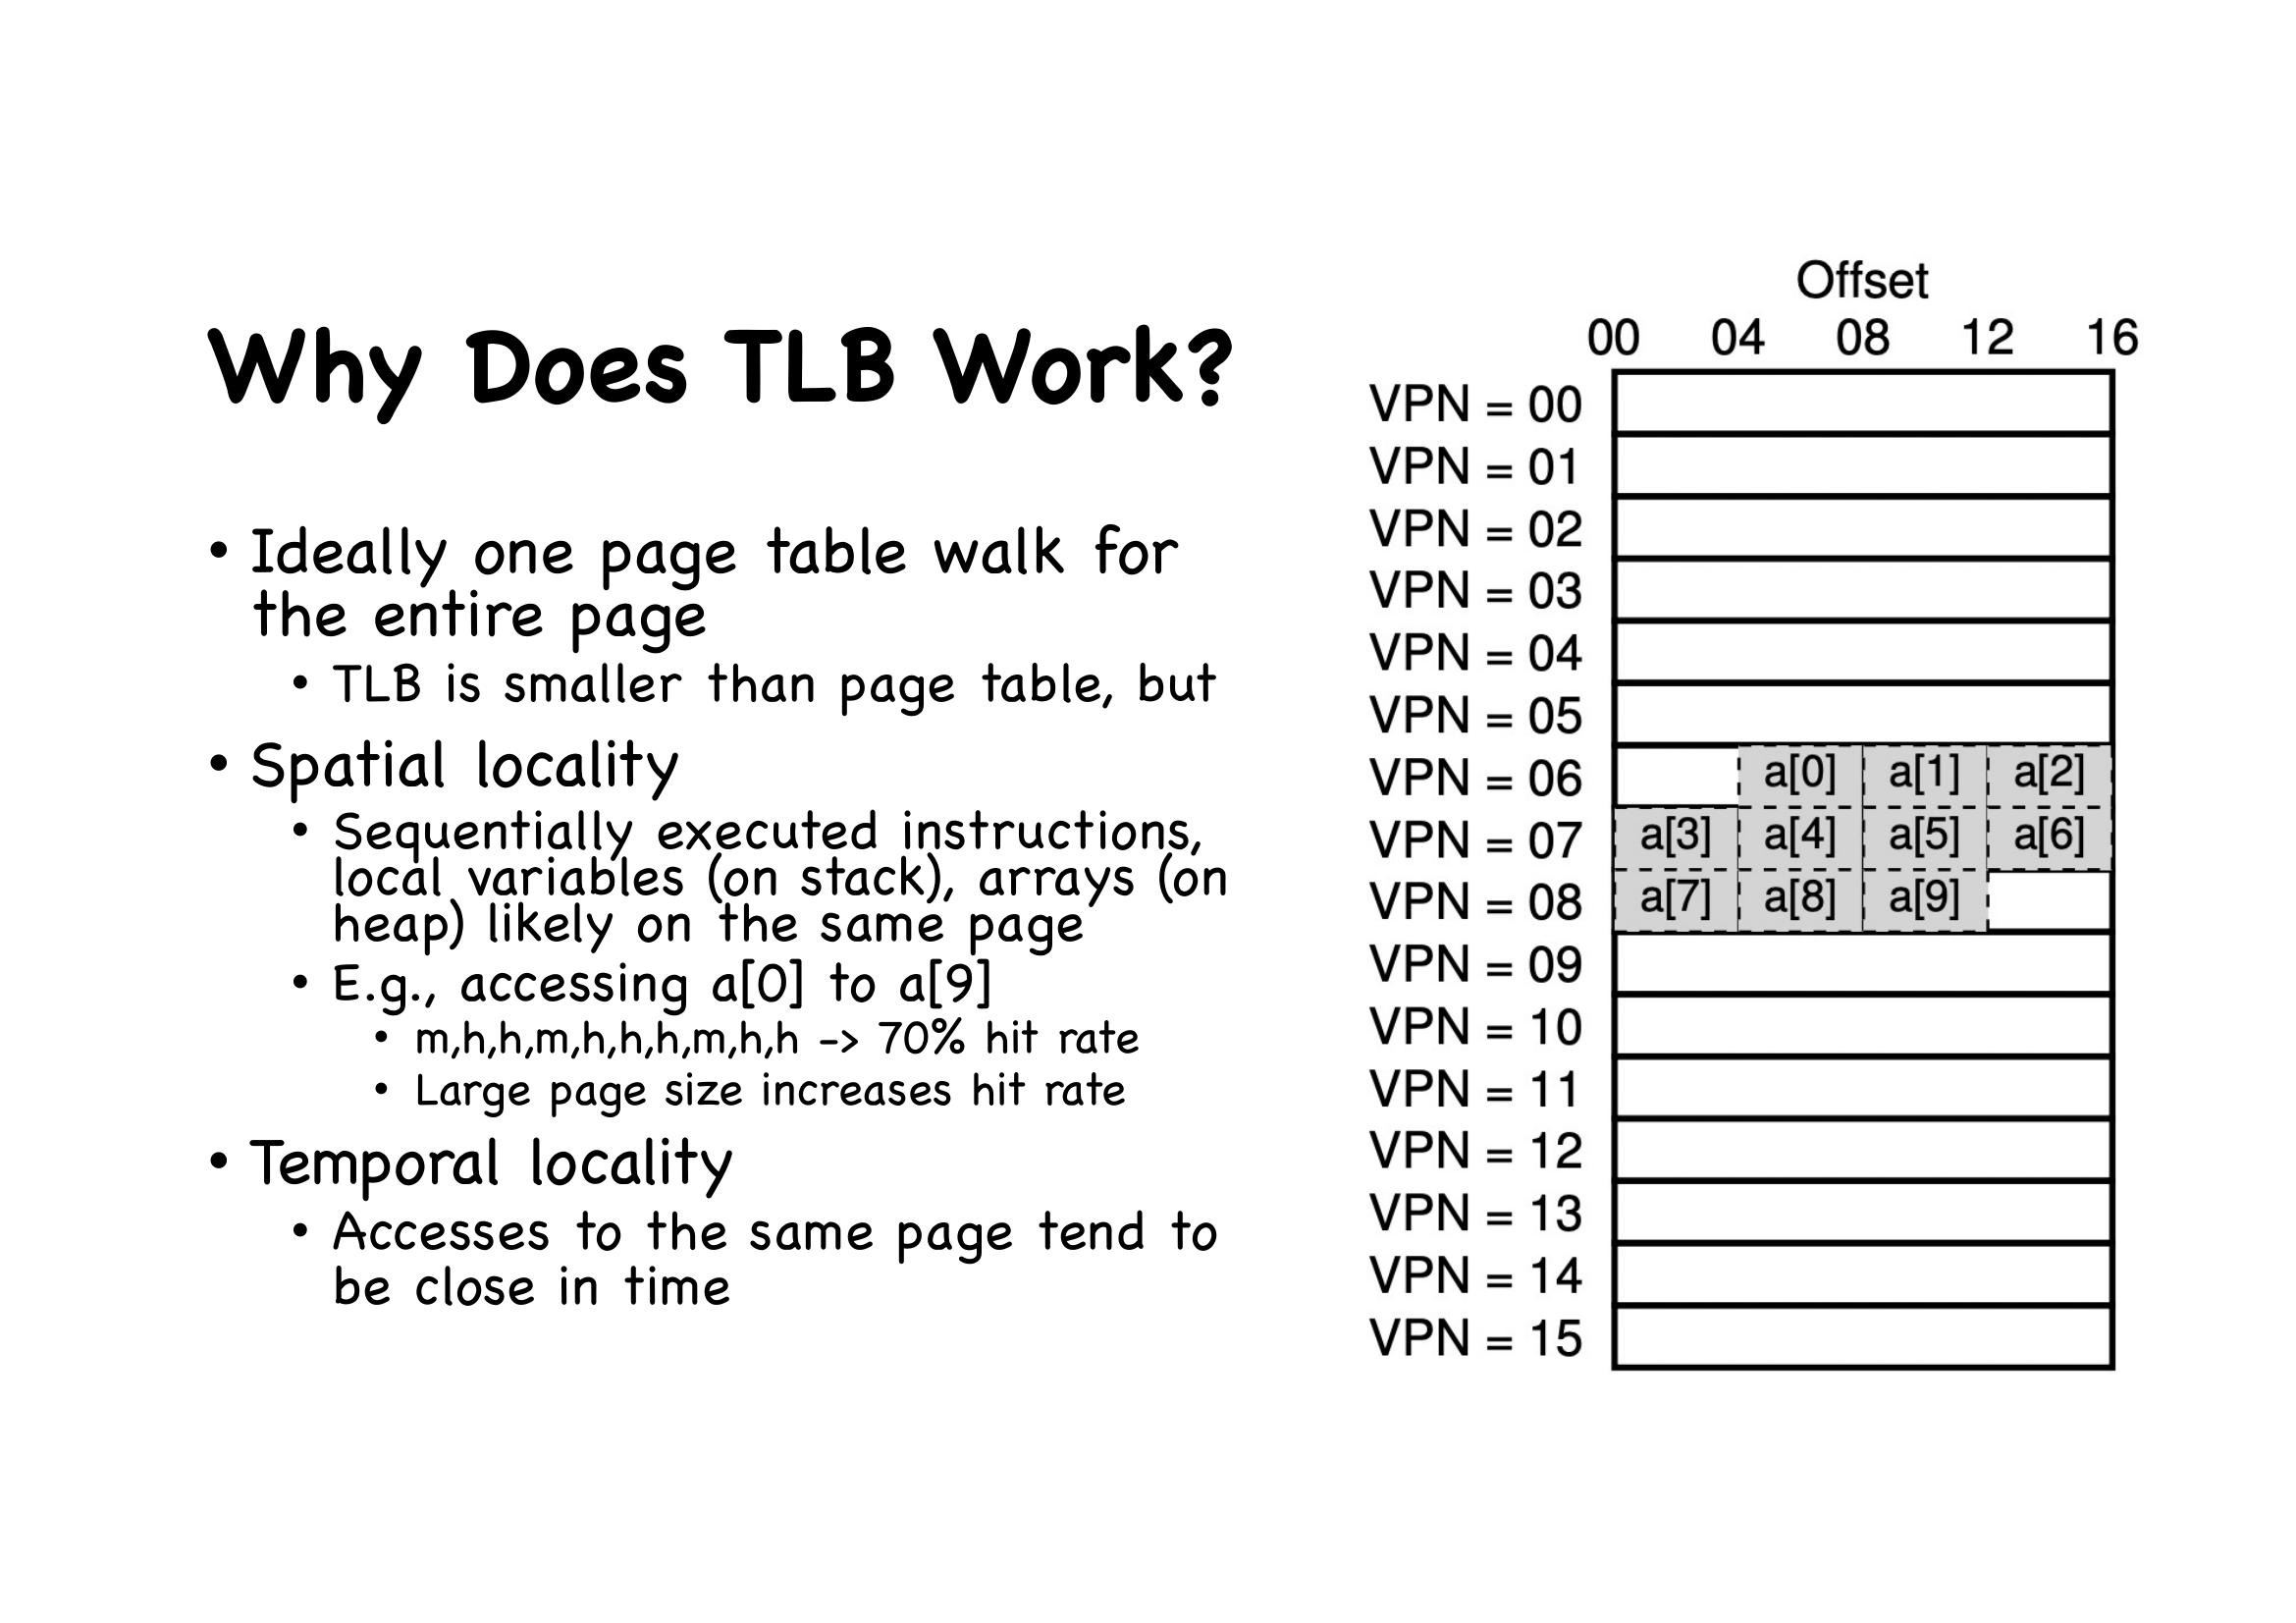 Why Does TLB Work?
• Ideally one page table walk for
the entire page
• TLB is smaller than page table, but
• Spatial locality
• Sequentially executed instructions,
local variables (on stack), arrays (on
heap) likely on the same page
• E.g., accessing a[0] to a[9]
• m,h,h,m,h,h,h,m,h,h -> 70% hit rate
• Large page size increases hit rate
• Temporal locality
• Accesses to the same page tend to
be close in time
Offset
00 04 08 12 16
VPN = 00
VPN = 01
VPN = 02
VPN = 03
VPN = 04
VPN = 05
VPN = 06 a[0] a[1] a[2]
VPN = 07 a[3] a[4] a[5] a[6]
VPN = 08 a[7] a[8] a[9]
VPN = 09
VPN = 10
VPN = 11
VPN = 12
VPN = 13
VPN = 14
VPN = 15